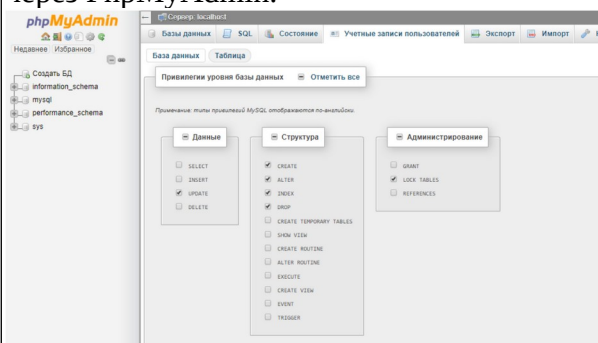 через PhpMyAdmin.
phpMyAdmin
Недавнее Избранное
Создать БД
information_schema
mysql
performance_schema
sys
Сервер: localhost
Базы данных SQL Состояние Учетные записи пользователей Экспорт Импорт
База данных Таблица
Привилегии уровня базы данных Отметить все
Примечание: типы привилегий MySQL отображаются по-английски.
Данные
SELECT
INSERT
UPDATE
DELETE
Структура
CREATE
ALTER
INDEX
DROP
CREATE TEMPORARY TABLES
SHOW VIEW
CREATE ROUTINE
ALTER ROUTINE
EXECUTE
CREATE VIEW
EVENT
TRIGGER
Администрирование
GRANT
LOCK TABLES
REFERENCES